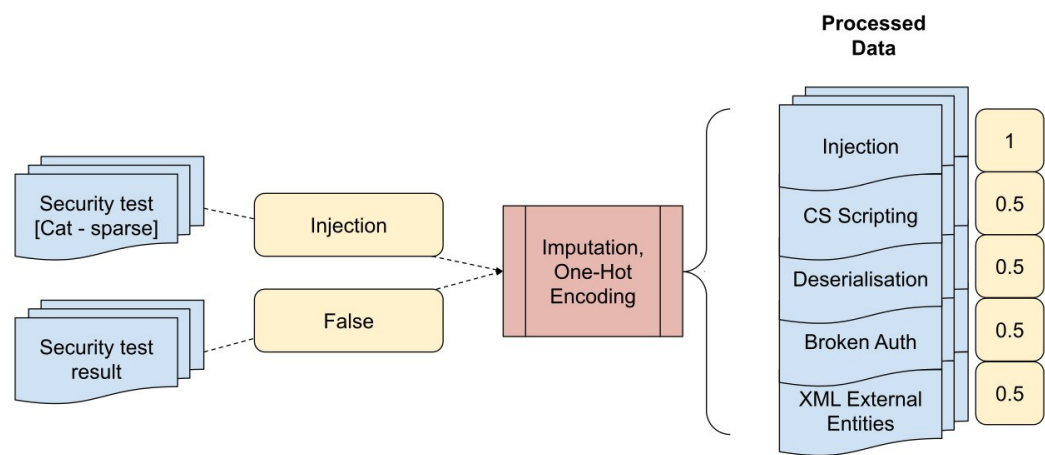 Processed
Data
Security test
[Cat - sparse]
Injection
Security test
result
False
Imputation,
One-Hot
Encoding
Injection
1
CS Scripting
0.5
Deserialisation
0.5
Broken Auth
0.5
XML External
Entities
0.5